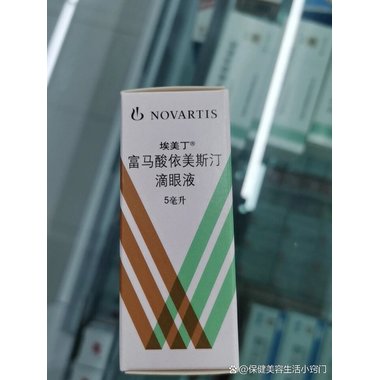 NOVARTIS
埃美丁®
富马酸依美斯汀
滴眼液
5毫升
@保健美容生活小窍门